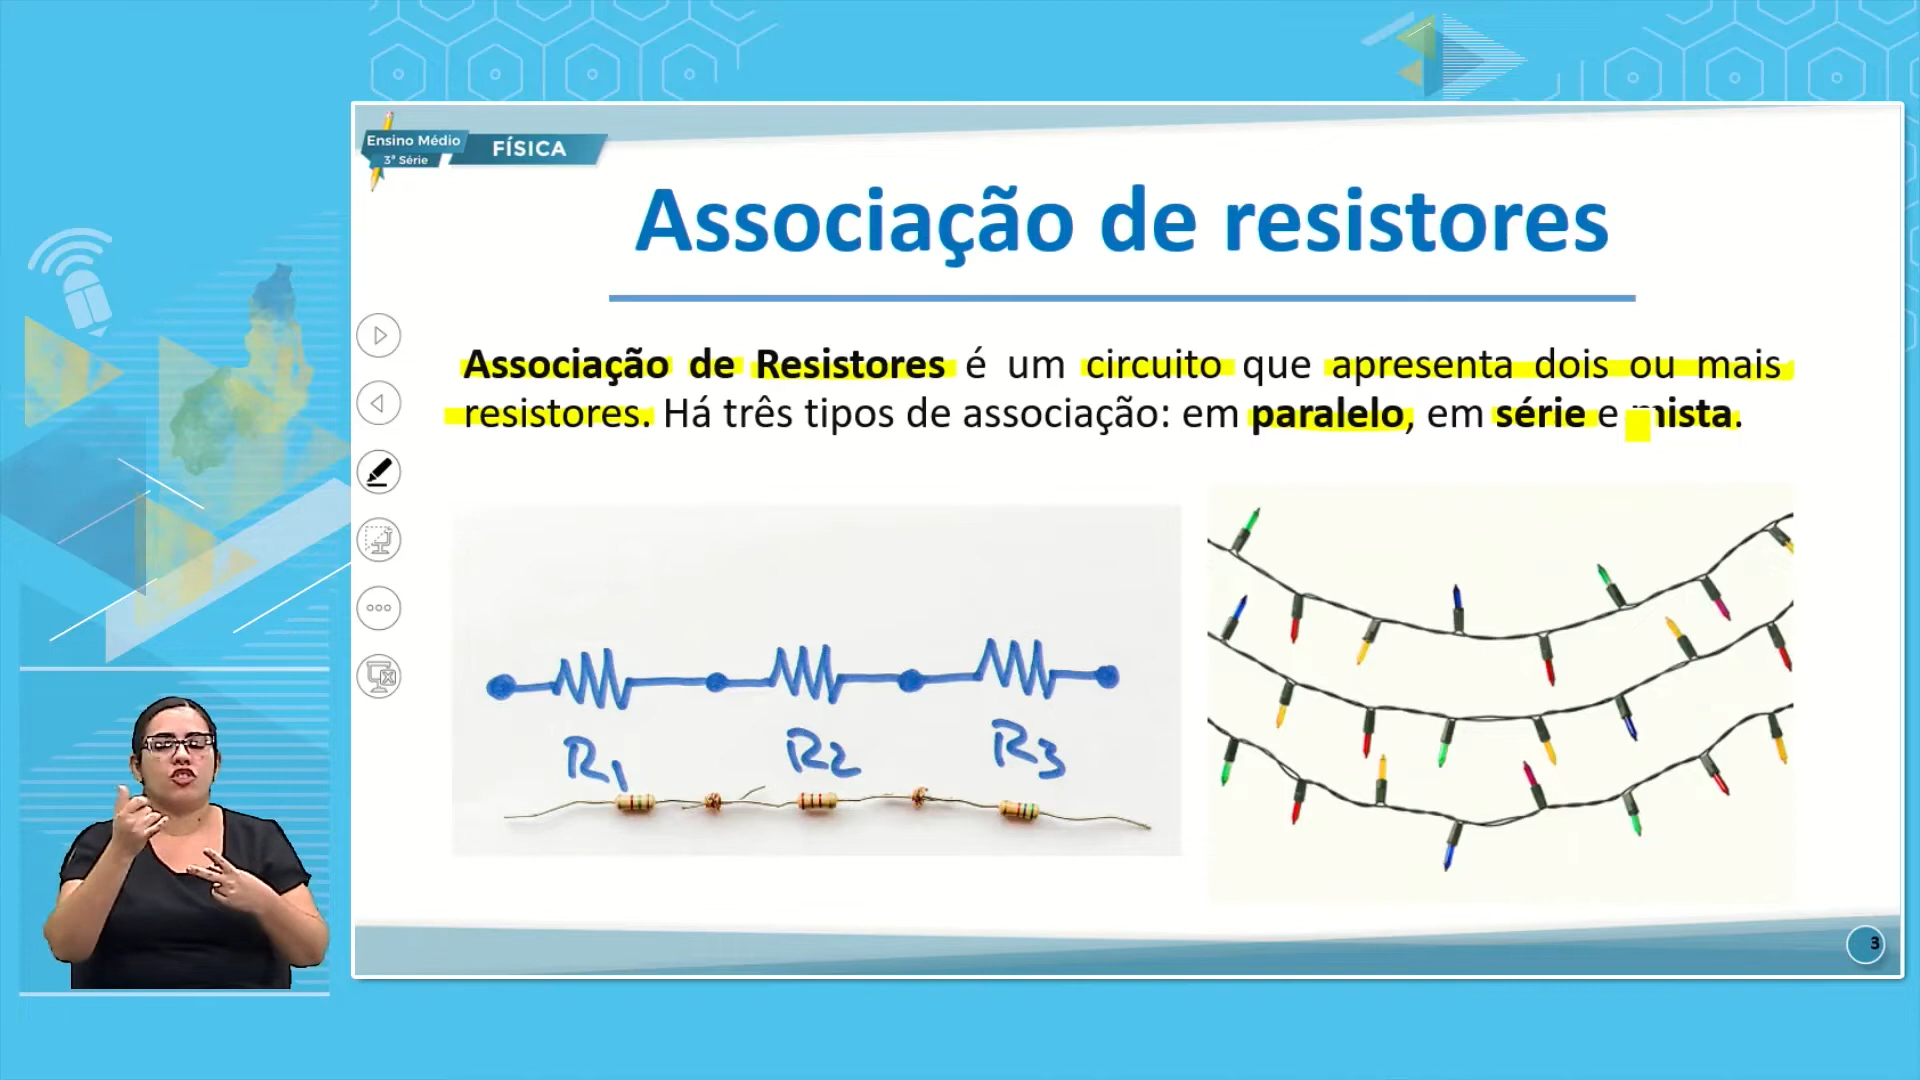 Ensino Médio
3ª Série
FÍSICA
Associação de resistores
Associação de Resistores é um circuito que apresenta dois ou mais
resistores. Há três tipos de associação: em paralelo, em série e mista.
R1 R2 R3
3